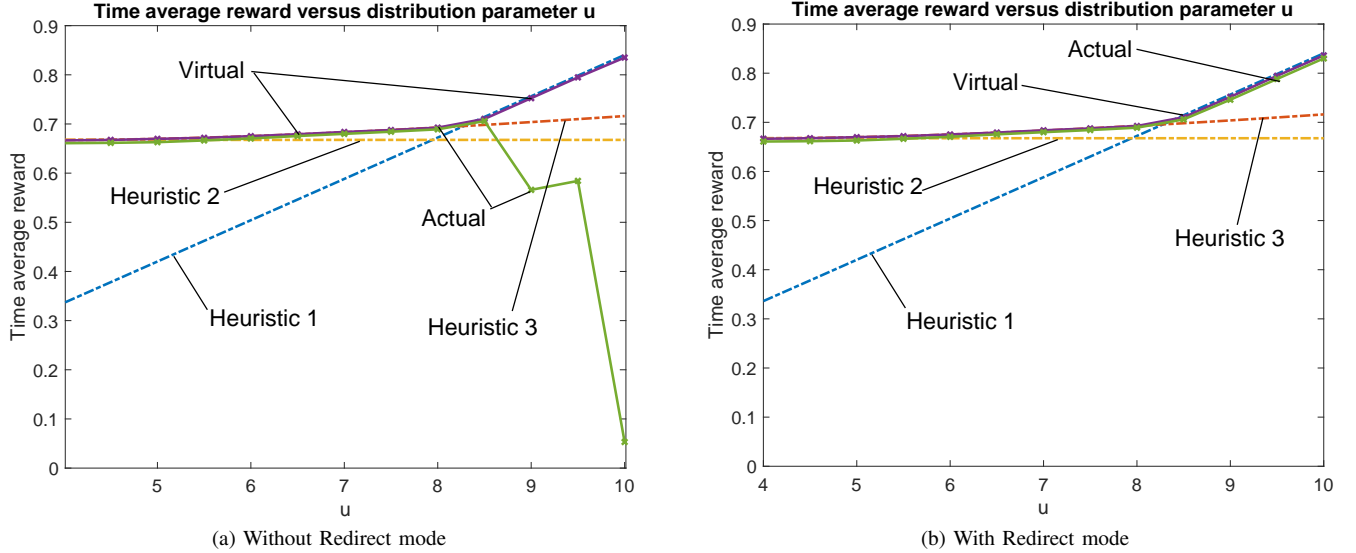 Time average reward versus distribution parameter u
0.9
0.8
0.7
0.6
0.5
0.4
0.3
0.2
0.1
0
Time average reward
Virtual
Heuristic 2
Actual
Heuristic 1
Heuristic 3
5
6
7
8
9
10
u
(a) Without Redirect mode
Time average reward versus distribution parameter u
0.9
0.8
0.7
0.6
0.5
0.4
0.3
0.2
0.1
0
Time average reward
Actual
Virtual
Heuristic 2
Heuristic 3
Heuristic 1
4
5
6
7
8
9
10
u
(b) With Redirect mode